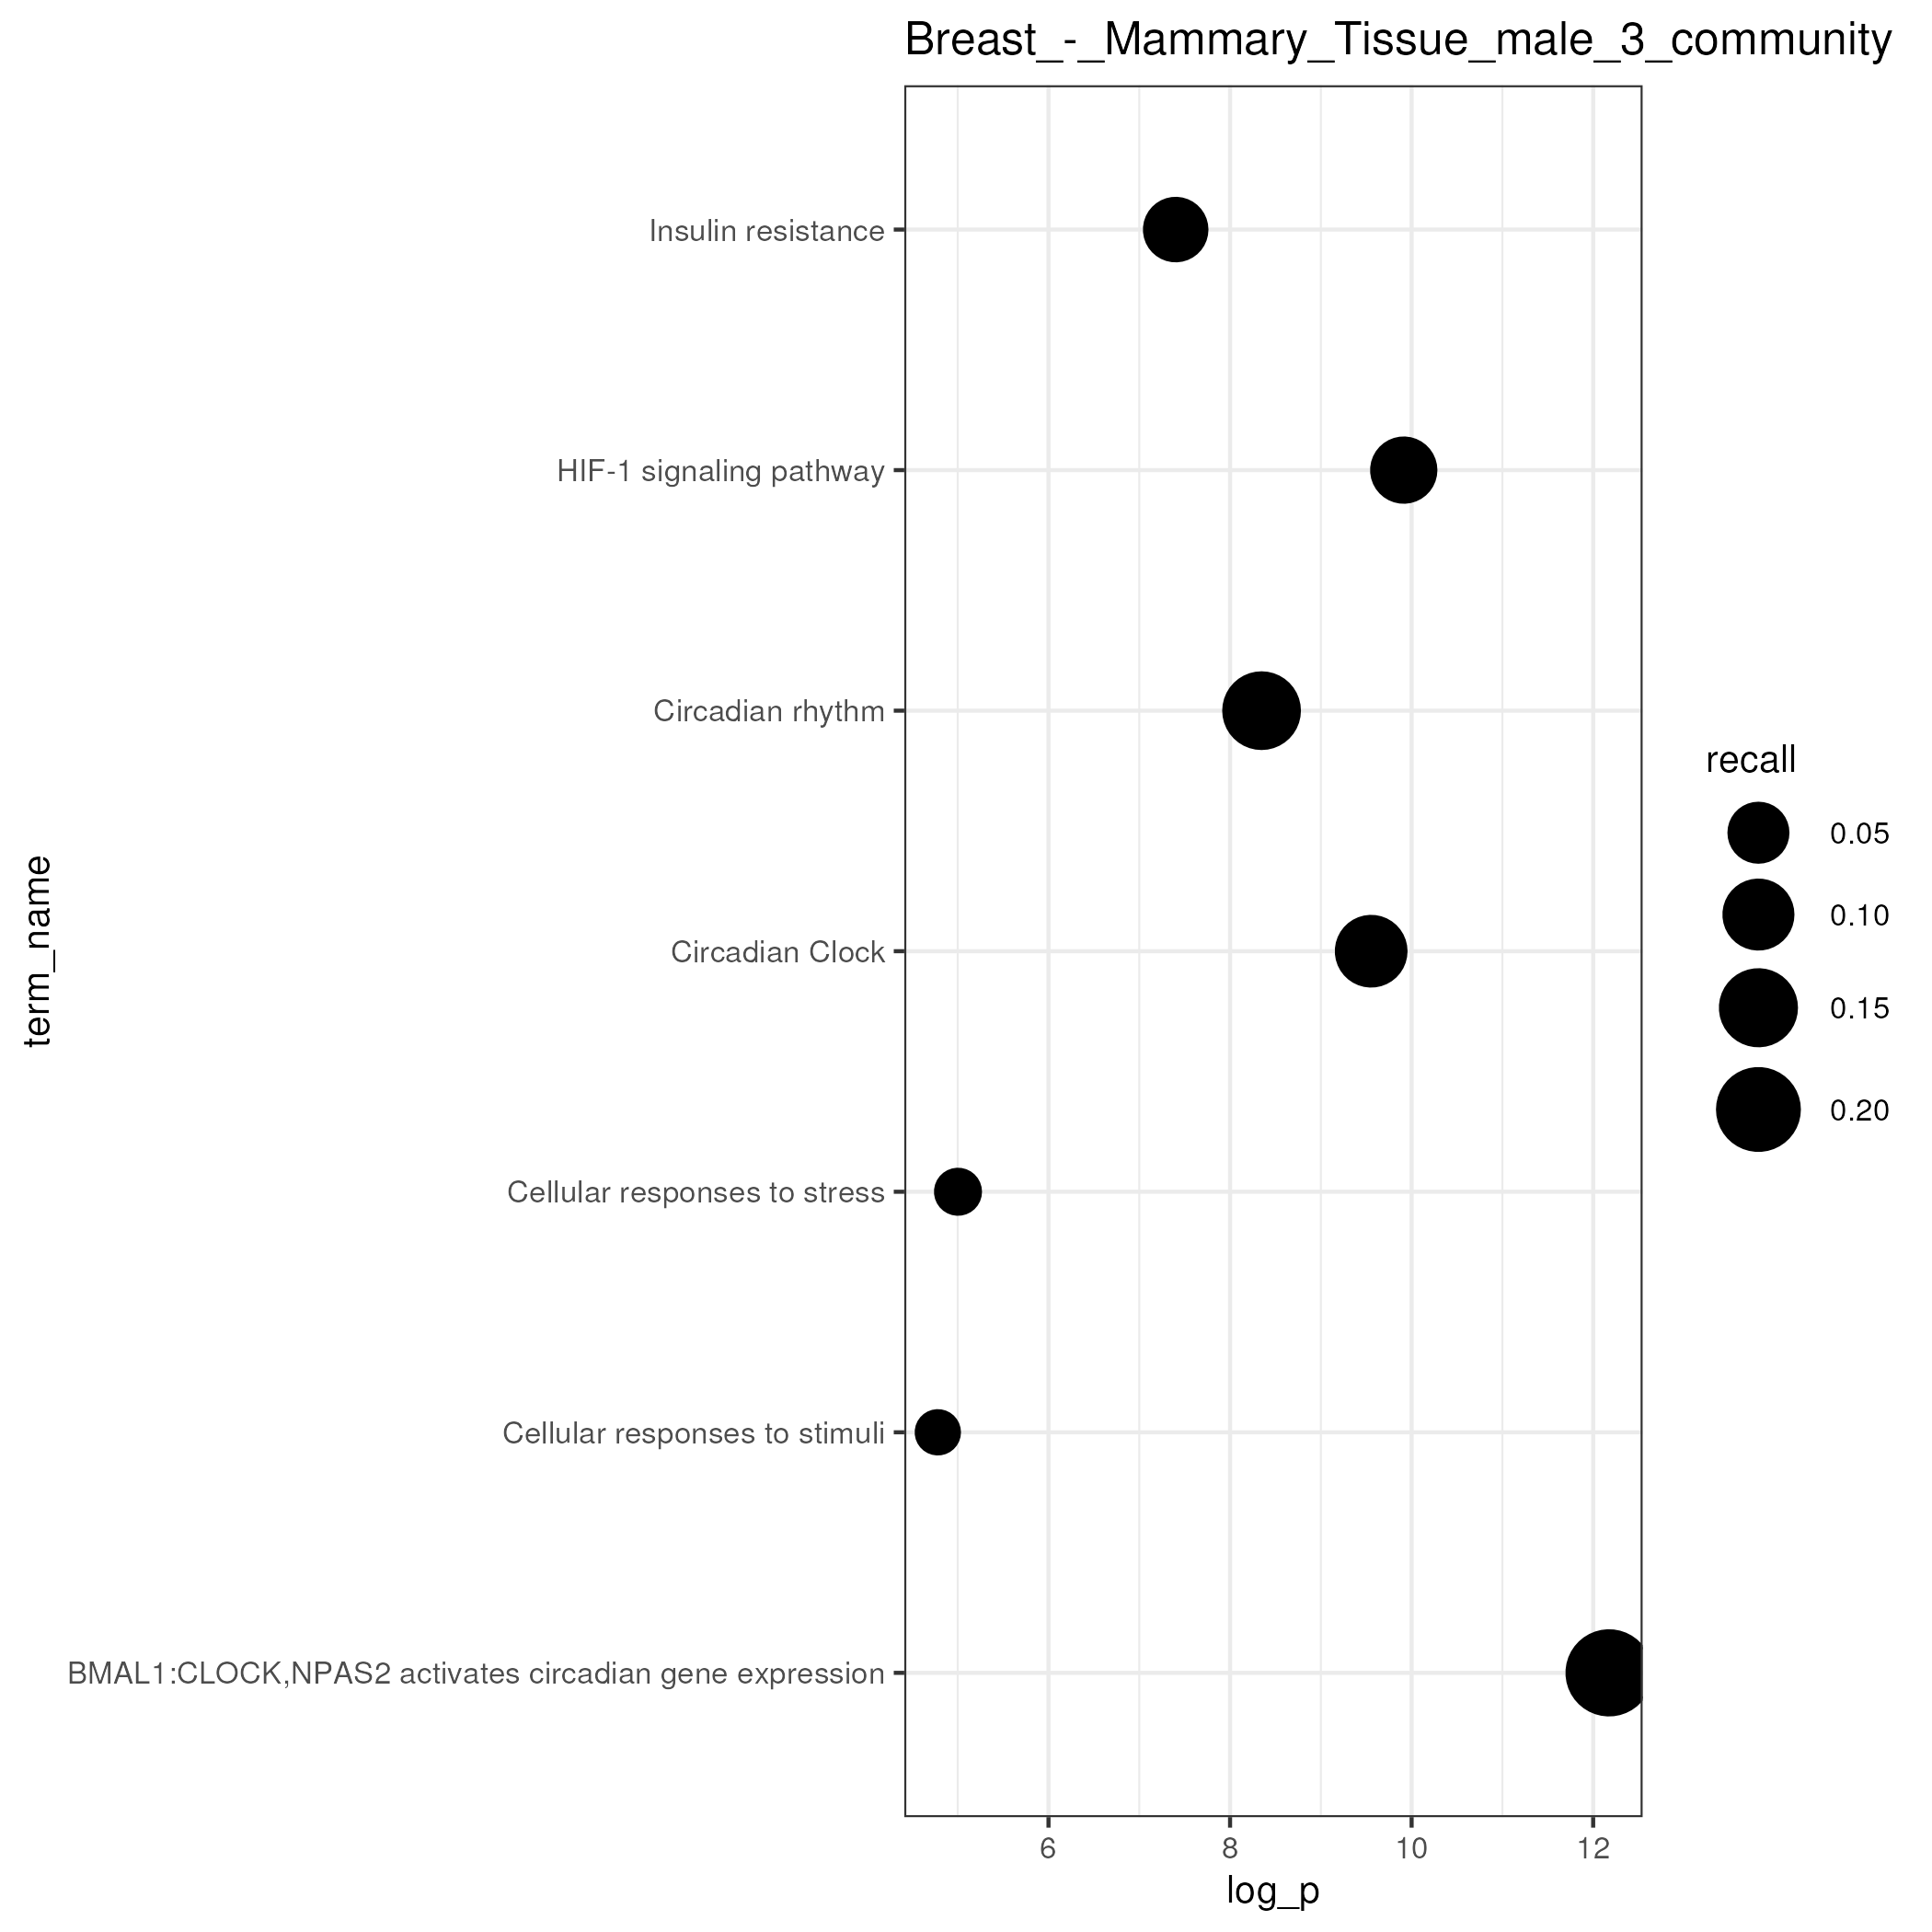 Breast_-_Mammary_Tissue_male_3_community
Insulin resistance
HIF-1 signaling pathway
Circadian rhythm
Circadian Clock
Cellular responses to stress
Cellular responses to stimuli
BMAL1:CLOCK,NPAS2 activates circadian gene expression
term_name
6 8 10 12
log_p
recall
0.05
0.10
0.15
0.20